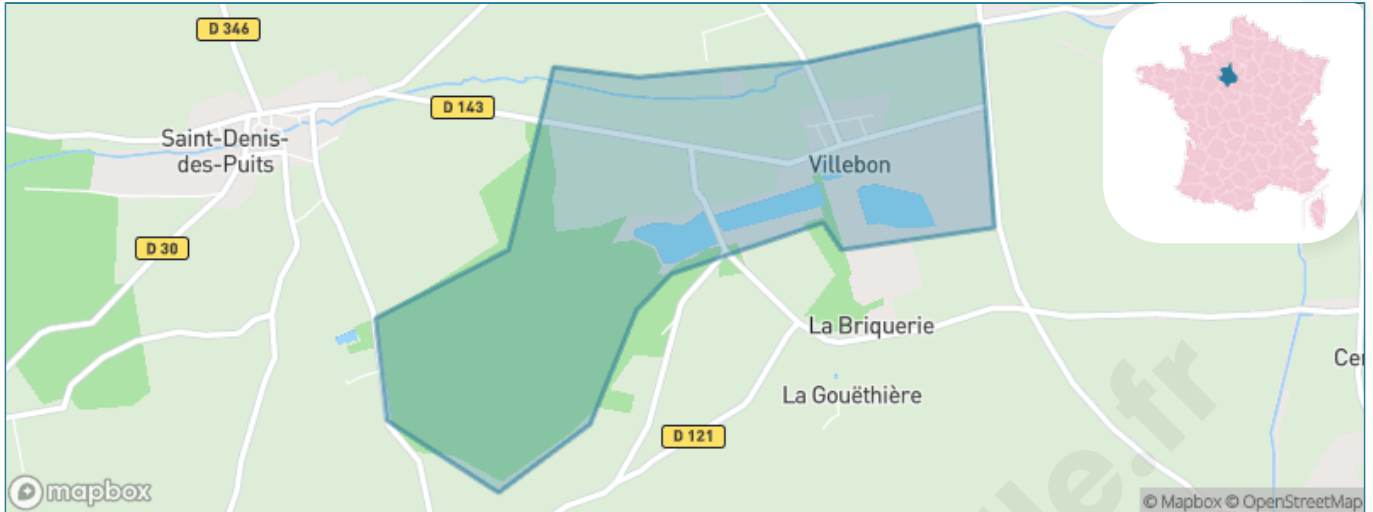 D 346
D 143
Saint-Denis-
des-Puits
Villebon
D 30
La Briquerie
La Gouëthière
D 121
mapbox
© Mapbox © OpenStreetMap